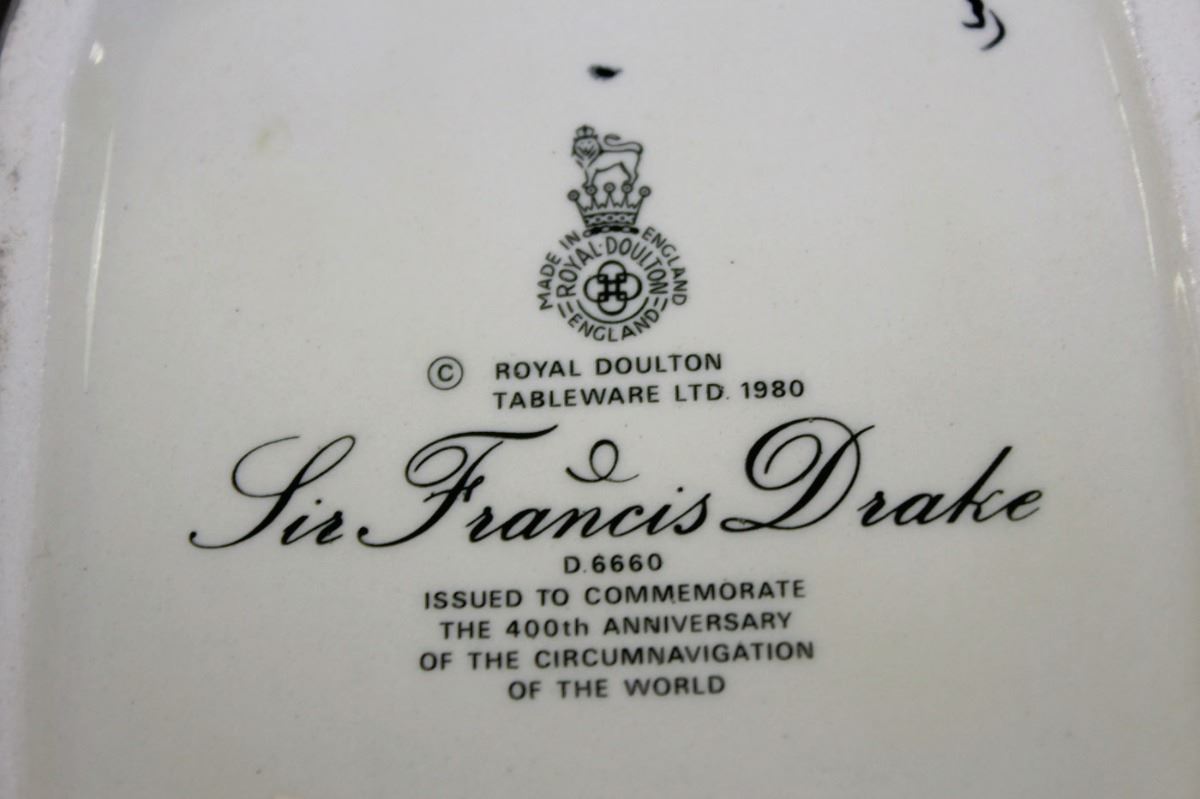 MADE IN ENGLAND
ROYAL·DOULTON
ENGLAND
© ROYAL DOULTON
TABLEWARE LTD. 1980
Sir Francis Drake
D.6660
ISSUED TO COMMEMORATE
THE 400th ANNIVERSARY
OF THE CIRCUMNAVIGATION
OF THE WORLD